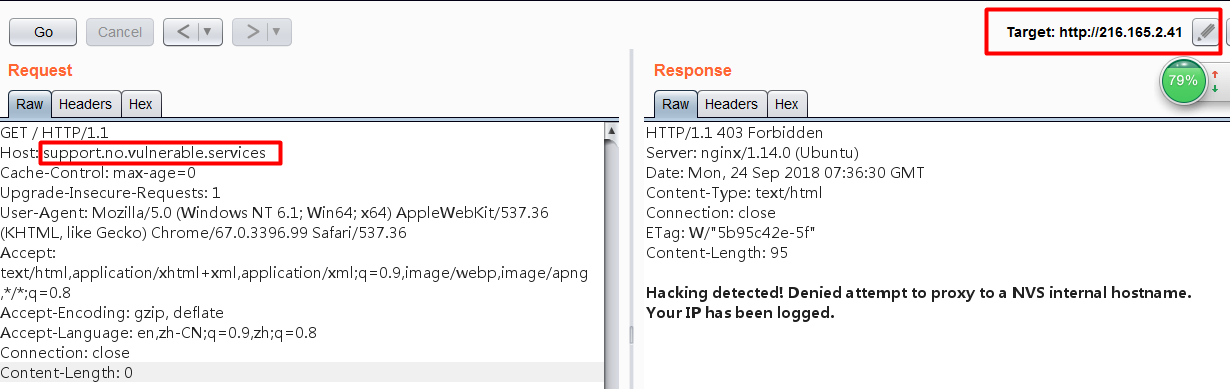 Go
Cancel
<
>
Target: http://216.165.2.41
Request
Response
79%
Raw
Headers
Hex
Raw
Headers
Hex
GET / HTTP/1.1
Host: support.no.vulnerable.services
Cache-Control: max-age=0
Upgrade-Insecure-Requests: 1
User-Agent: Mozilla/5.0 (Windows NT 6.1; Win64; x64) AppleWebKit/537.36
(KHTML, like Gecko) Chrome/67.0.3396.99 Safari/537.36
Accept:
text/html,application/xhtml+xml,application/xml;q=0.9,image/webp,image/apng
,*/*;q=0.8
Accept-Encoding: gzip, deflate
Accept-Language: en,zh-CN;q=0.9,zh;q=0.8
Connection: close
Content-Length: 0
HTTP/1.1 403 Forbidden
Server: nginx/1.14.0 (Ubuntu)
Date: Mon, 24 Sep 2018 07:36:30 GMT
Content-Type: text/html
Connection: close
ETag: W/"5b95c42e-5f"
Content-Length: 95
Hacking detected! Denied attempt to proxy to a NVS internal hostname.
Your IP has been logged.